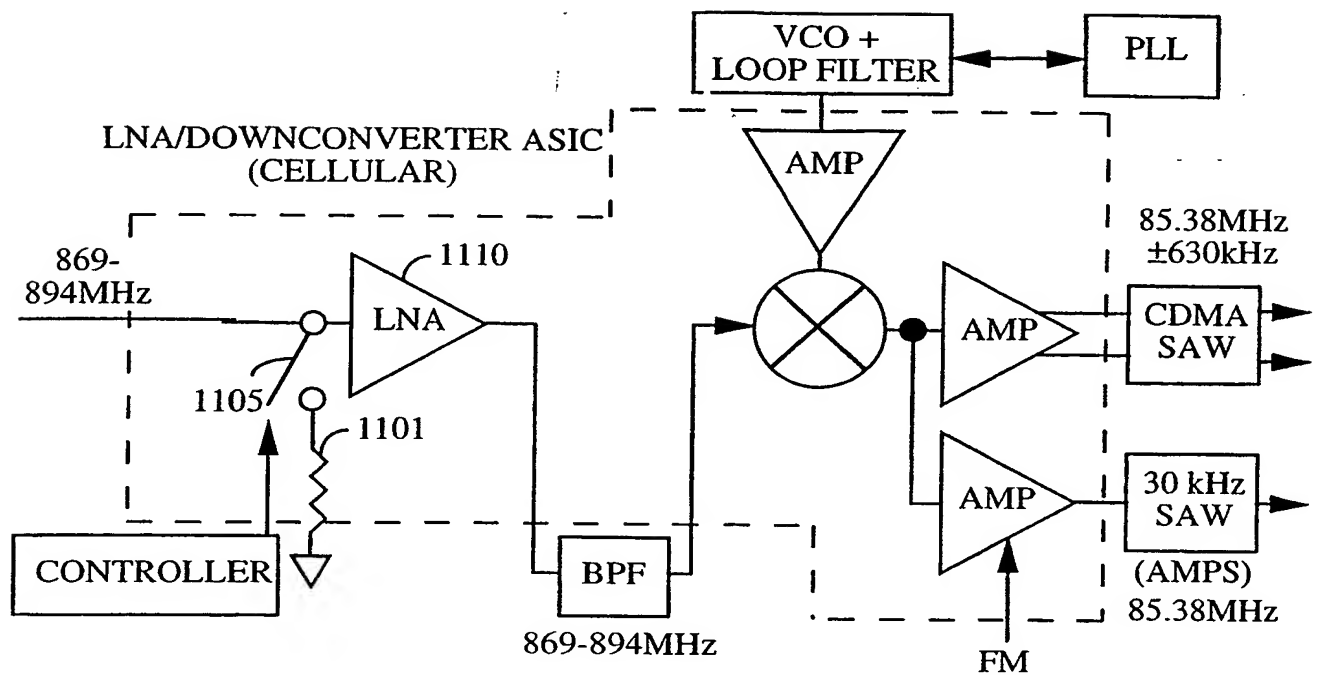 VCO +
LOOP FILTER
PLL
LNA/DOWNCONVERTER ASIC
(CELLULAR)
AMP
869-
894MHz
1110
LNA
85.38MHz
±630kHz
AMP
CDMA
SAW
1105
1101
AMP
30 kHz
SAW
CONTROLLER
BPF
(AMPS)
85.38MHz
869-894MHz
FM